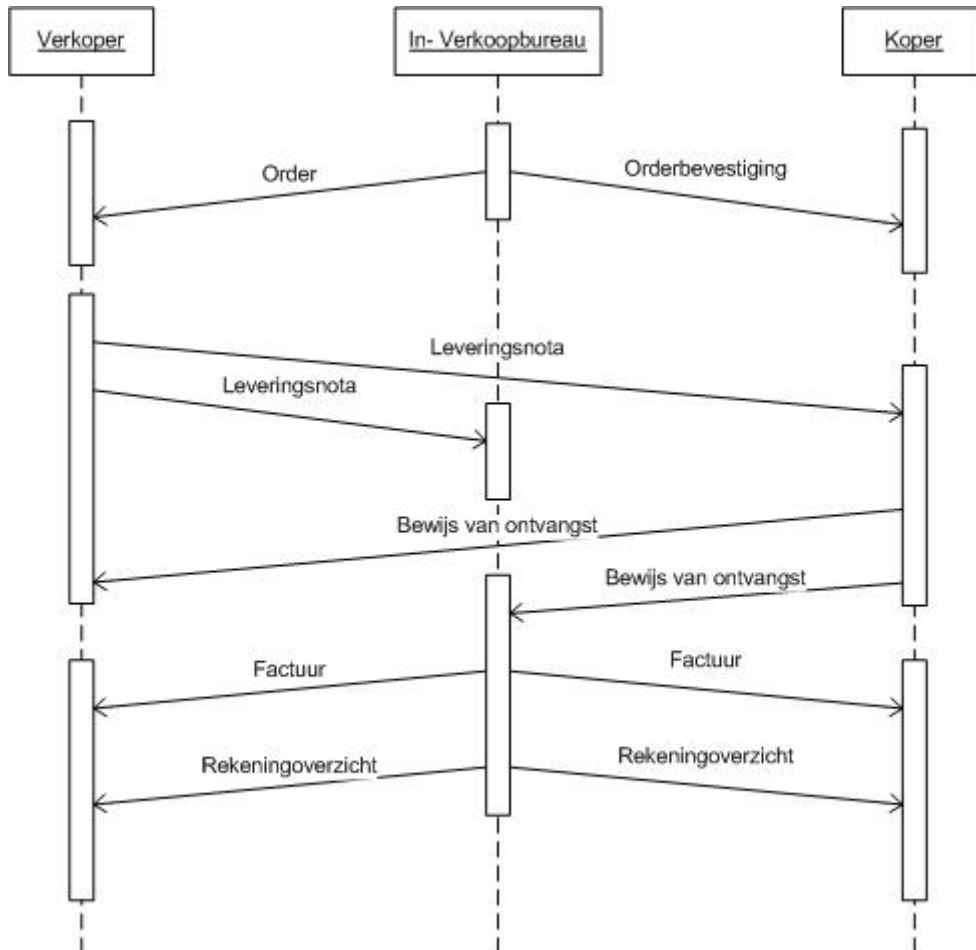 Verkoper
In- Verkoopbureau
Koper
Order
Orderbevestiging
Leveringsnota
Leveringsnota
Bewijs van ontvangst
Bewijs van ontvangst
Factuur
Factuur
Rekeningoverzicht
Rekeningoverzicht